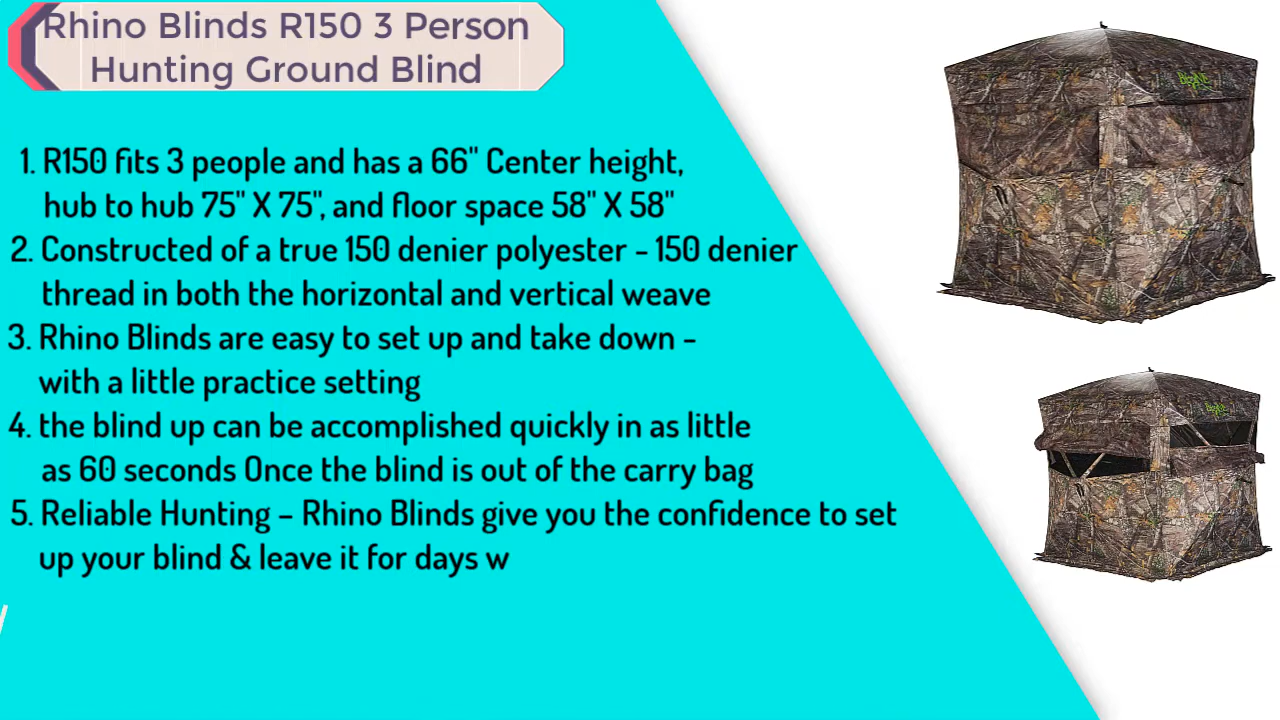 Rhino Blinds R150 3 Person
Hunting Ground Blind
1. R150 fits 3 people and has a 66" Center height,
hub to hub 75" X 75", and floor space 58" X 58"
2. Constructed of a true 150 denier polyester - 150 denier
thread in both the horizontal and vertical weave
3. Rhino Blinds are easy to set up and take down -
with a little practice setting
4. the blind up can be accomplished quickly in as little
as 60 seconds Once the blind is out of the carry bag
5. Reliable Hunting – Rhino Blinds give you the confidence to set
up your blind & leave it for days w